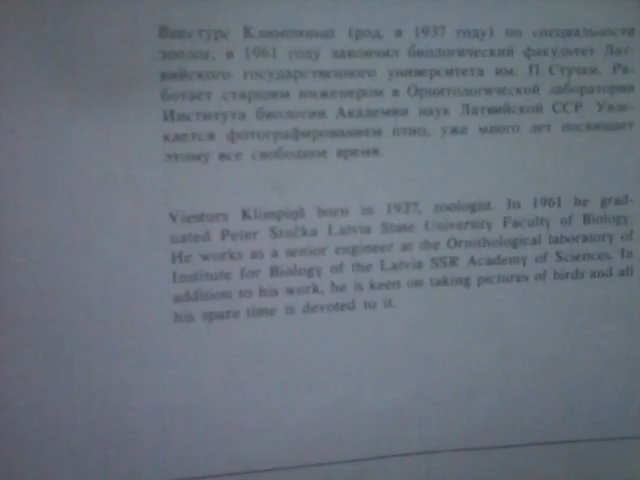 Виестурс Климпиньш (род. в 1937 году) по специальности
зоолог, в 1961 году закончил биологический факультет Лат-
вийского государственного университета им. П. Стучки. Ра-
ботает старшим инженером в Орнитологической лаборатории
Института биологии Академии наук Латвийской ССР. Увле-
кается фотографированием птиц, уже много лет посвящает
этому все свободное время.
Viesturs Klimpiņš born is 1937, zoologist. In 1961 he grad-
uated Peter Stučka Latvia State University Faculty of Biology.
He works as a senior engineer at the Ornithological laboratory of
Institute for Biology of the Latvia SSR Academy of Sciences. In
addition to his work, he is keen on taking pictures of birds and all
his spare time is devoted to it.